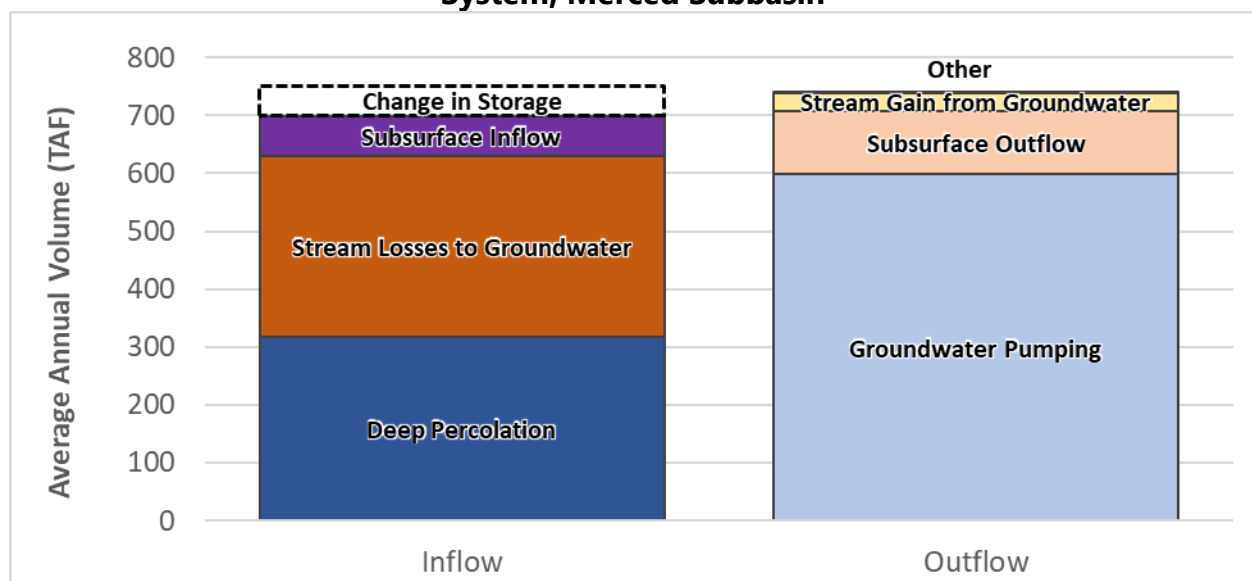 System, Merced Subbasin
Average Annual Volume (TAF)
800
700
600
500
400
300
200
100
0
Change in Storage
Subsurface Inflow
Stream Losses to Groundwater
Deep Percolation
Other
Stream Gain from Groundwater
Subsurface Outflow
Groundwater Pumping
Inflow
Outflow